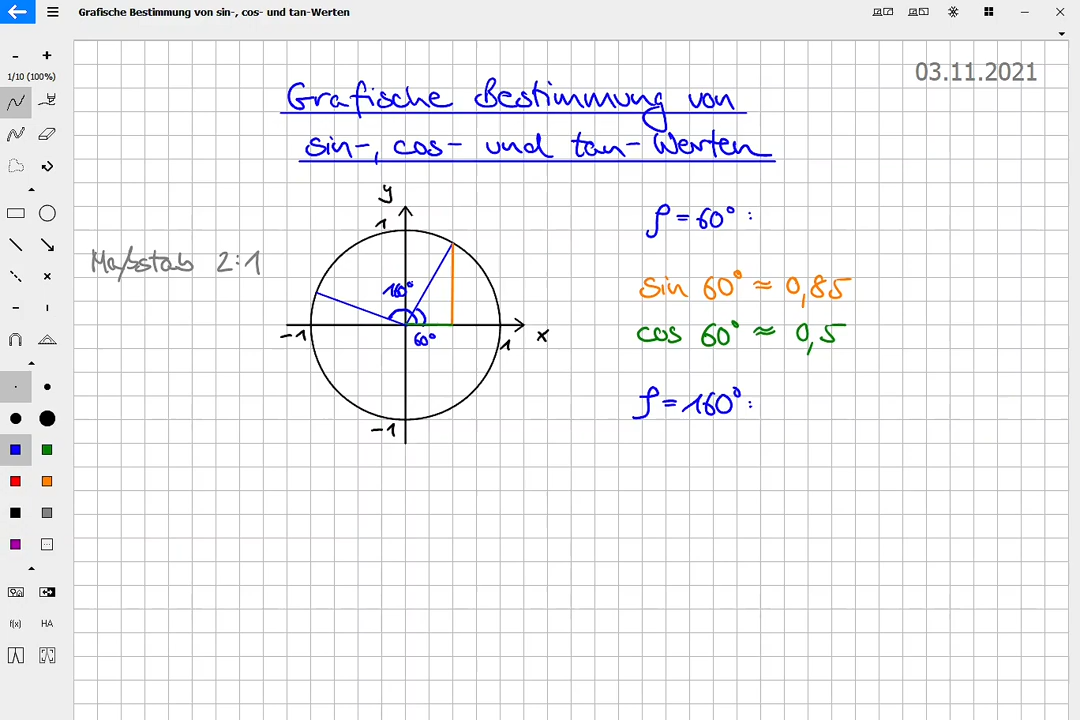 Grafische Bestimmung von sin-, cos- und tan-Werten
- +
1/10 (100%)
03.11.2021
Grafische Bestimmung von
sin-, cos- und tan-Werten
Maßstab 2:1
y
1
160°
60°
-1
1
x
-1
φ = 60° :
sin 60° ≈ 0,85
cos 60° ≈ 0,5
φ = 160° :
f(x) HA